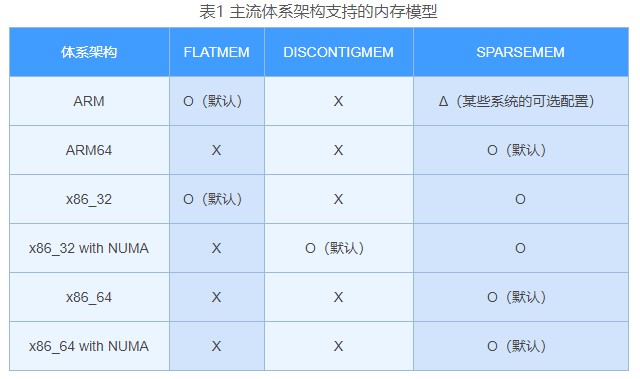 表1 主流体系架构支持的内存模型
体系架构 FLATMEM DISCONTIGMEM SPARSEMEM
ARM O（默认） X Δ（某些系统的可选配置）
ARM64 X X O（默认）
x86_32 O（默认） X O
x86_32 with NUMA X O（默认） O
x86_64 X X O（默认）
x86_64 with NUMA X X O（默认）